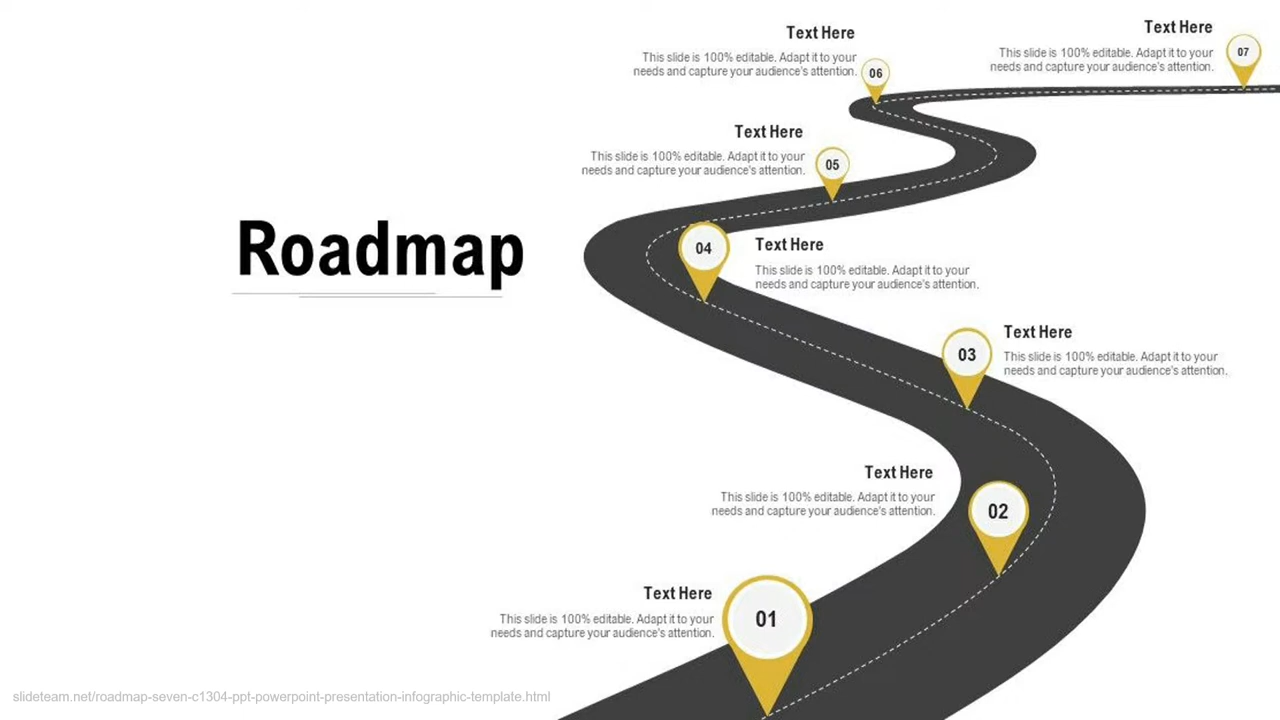 Roadmap
Text Here
This slide is 100% editable. Adapt it to your
needs and capture your audience's attention.
06
Text Here
This slide is 100% editable. Adapt it to your
needs and capture your audience's attention.
07
Text Here
This slide is 100% editable. Adapt it to your
needs and capture your audience's attention.
05
04
Text Here
This slide is 100% editable. Adapt it to your
needs and capture your audience's attention.
03
Text Here
This slide is 100% editable. Adapt it to your
needs and capture your audience's attention.
Text Here
This slide is 100% editable. Adapt it to your
needs and capture your audience's attention.
02
Text Here
This slide is 100% editable. Adapt it to your
needs and capture your audience's attention.
01
slideteam.net/roadmap-seven-c1304-ppt-powerpoint-presentation-infographic-template.html